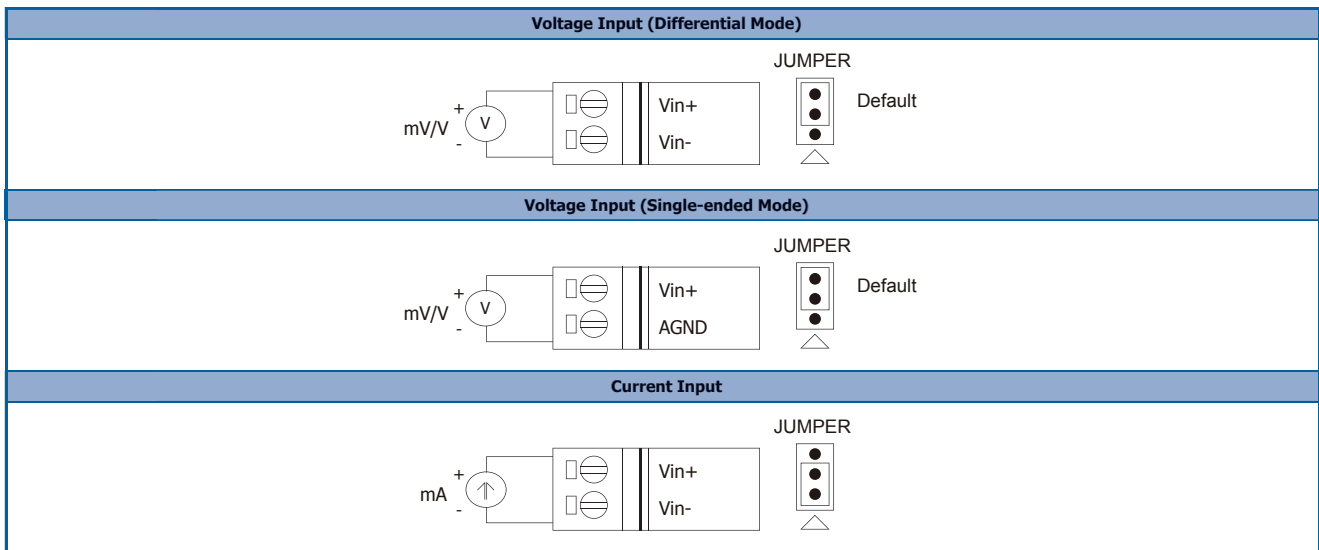 Voltage Input (Differential Mode)
JUMPER
Default
+
mV/V
V
-
Vin+
Vin-
Voltage Input (Single-ended Mode)
JUMPER
Default
+
mV/V
V
-
Vin+
AGND
Current Input
JUMPER
+
mA
-
Vin+
Vin-